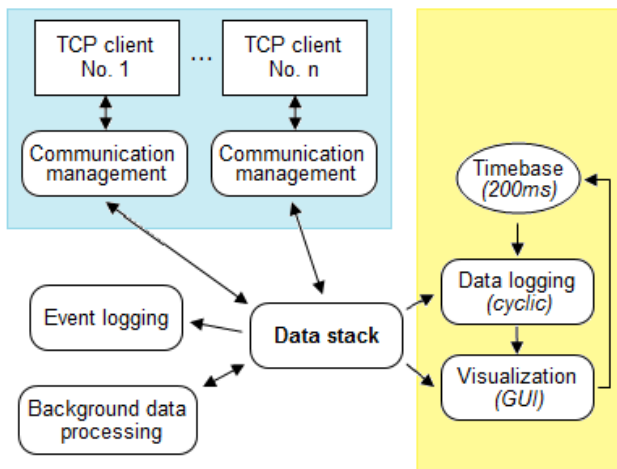 TCP client
No. 1
...
TCP client
No. n
Communication
management
Communication
management
Timebase
(200ms)
Data logging
(cyclic)
Event logging
Data stack
Visualization
(GUI)
Background data
processing